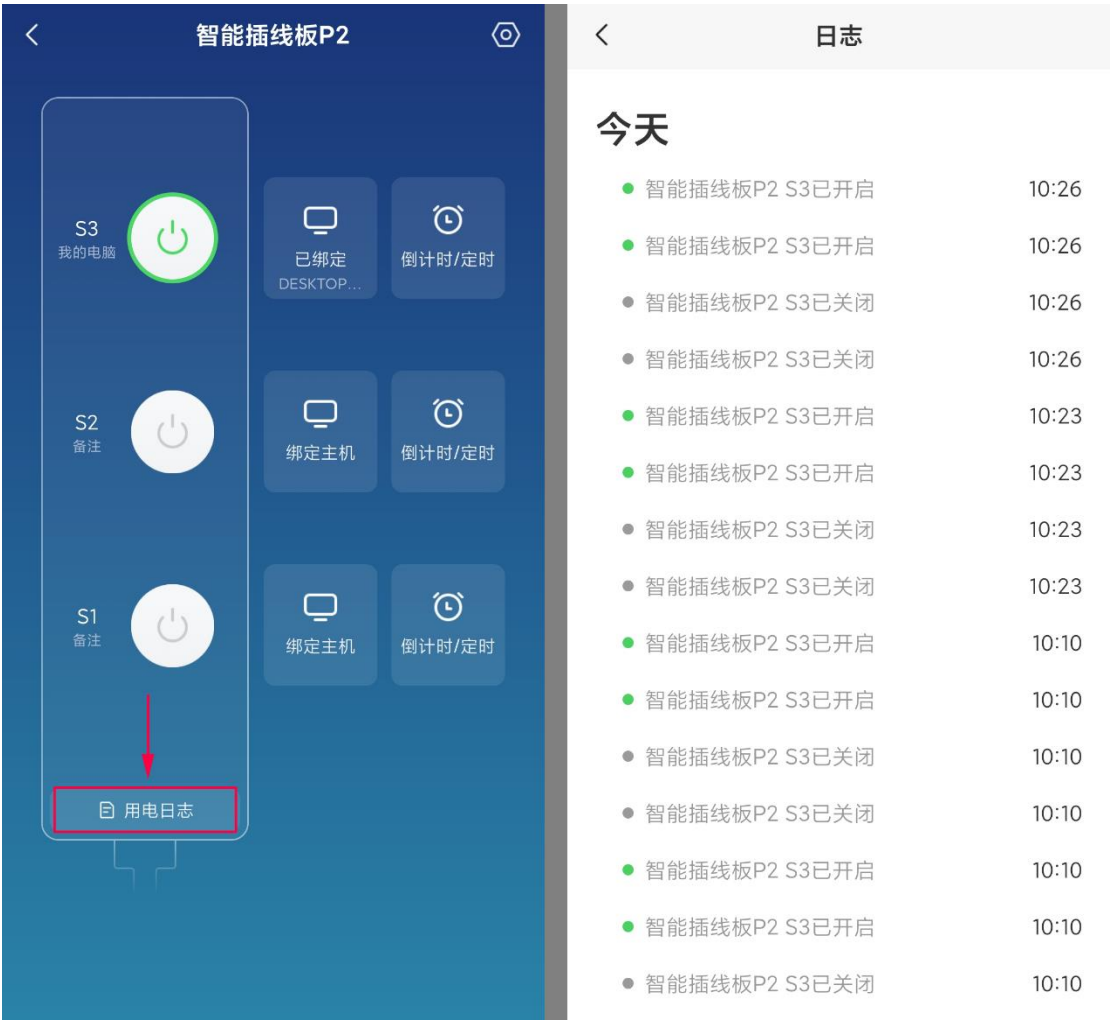 智能插线板P2
S3
我的电脑
已绑定
DESKTOP...
倒计时/定时
S2
备注
绑定主机
倒计时/定时
S1
备注
绑定主机
倒计时/定时
用电日志
日志
今天
智能插线板P2 S3已开启 10:26
智能插线板P2 S3已开启 10:26
智能插线板P2 S3已关闭 10:26
智能插线板P2 S3已关闭 10:26
智能插线板P2 S3已开启 10:23
智能插线板P2 S3已开启 10:23
智能插线板P2 S3已关闭 10:23
智能插线板P2 S3已关闭 10:23
智能插线板P2 S3已开启 10:10
智能插线板P2 S3已开启 10:10
智能插线板P2 S3已关闭 10:10
智能插线板P2 S3已关闭 10:10
智能插线板P2 S3已开启 10:10
智能插线板P2 S3已开启 10:10
智能插线板P2 S3已关闭 10:10